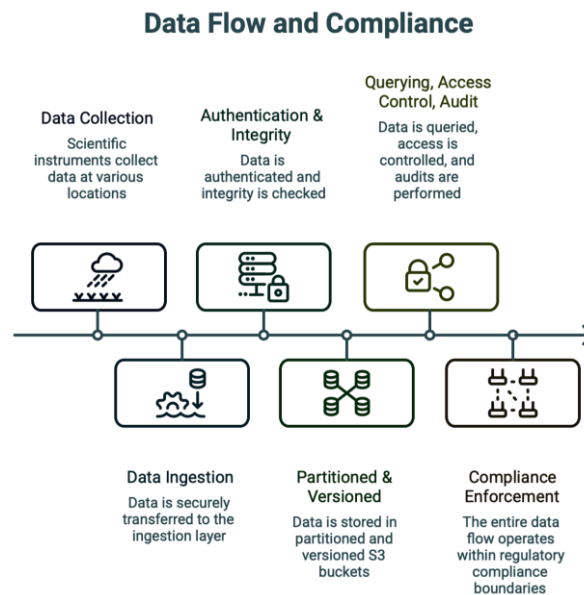 Data Flow and Compliance
Data Collection
Scientific
instruments collect
data at various
locations
Authentication &
Integrity
Data is
authenticated and
integrity is checked
Querying, Access
Control, Audit
Data is queried,
access is
controlled, and
audits are
performed
Data Ingestion
Data is securely
transferred to the
ingestion layer
Partitioned &
Versioned
Data is stored in
partitioned and
versioned S3
buckets
Compliance
Enforcement
The entire data
flow operates
within regulatory
compliance
boundaries